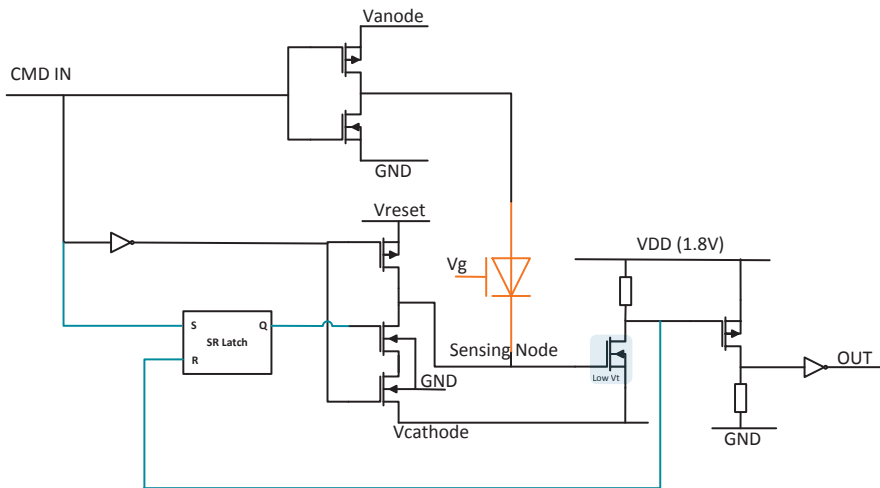 Vanode
CMD IN
GND
Vreset
Vg
VDD (1.8V)
S
Q
SR Latch
R
Sensing Node
GND
Low Vt
OUT
Vcathode
GND